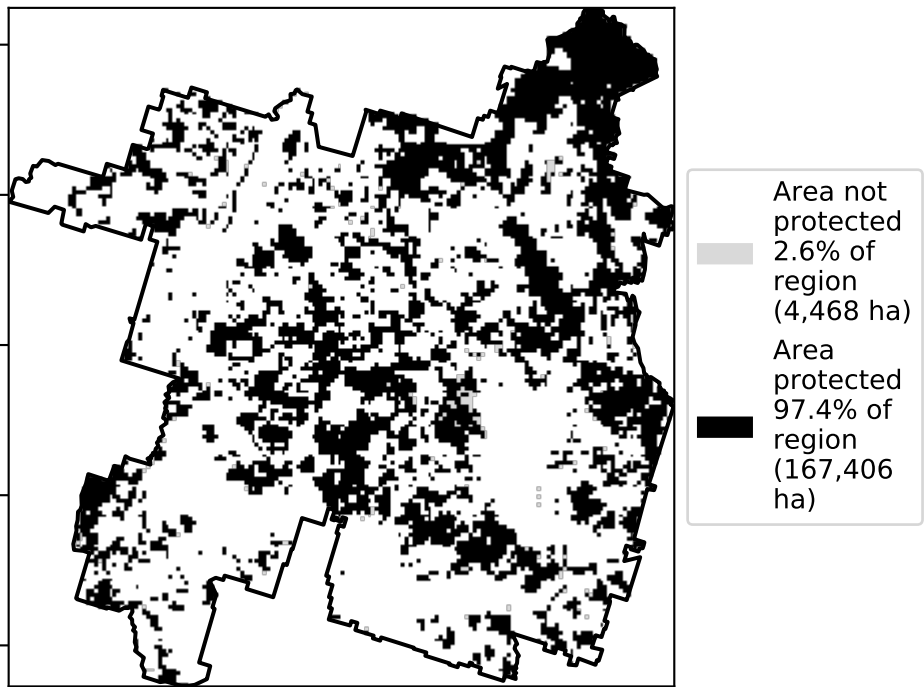 Area not
protected
2.6% of
region
(4,468 ha)
Area
protected
97.4% of
region
(167,406
ha)